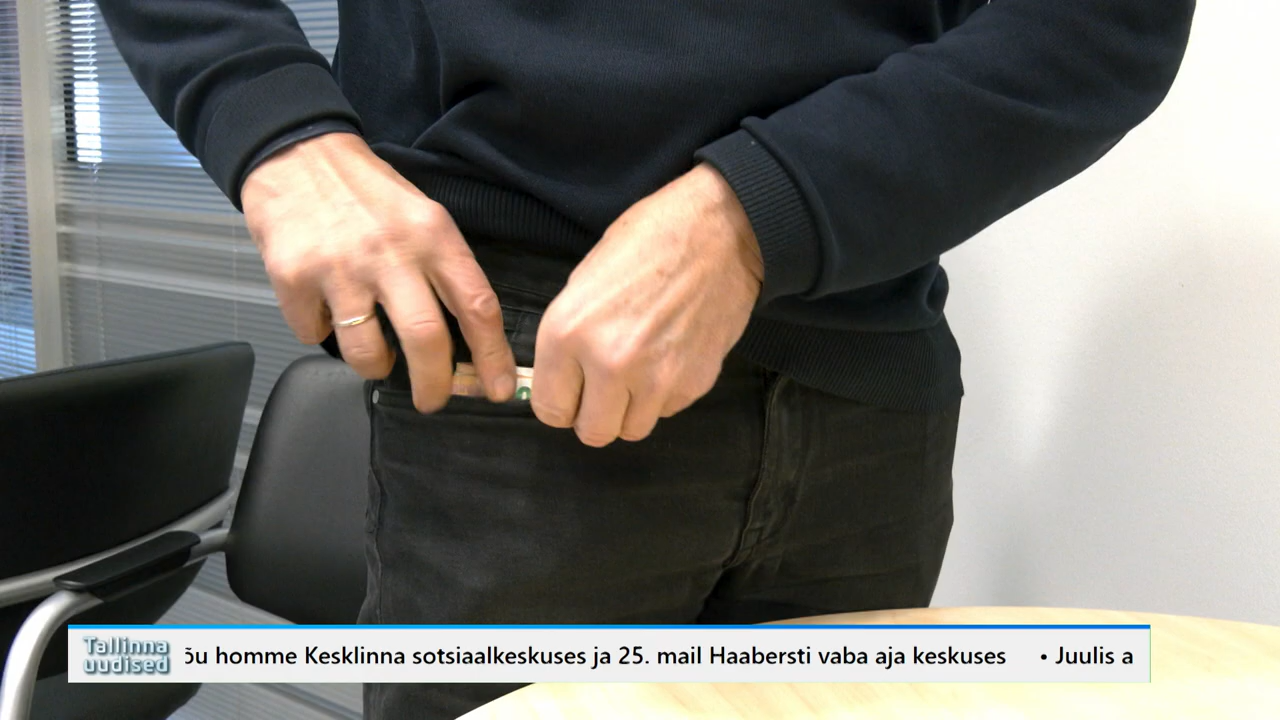 Tallinna
uudised
õu homme Kesklinna sotsiaalkeskuses ja 25. mail Haabersti vaba aja keskuses • Juulis a